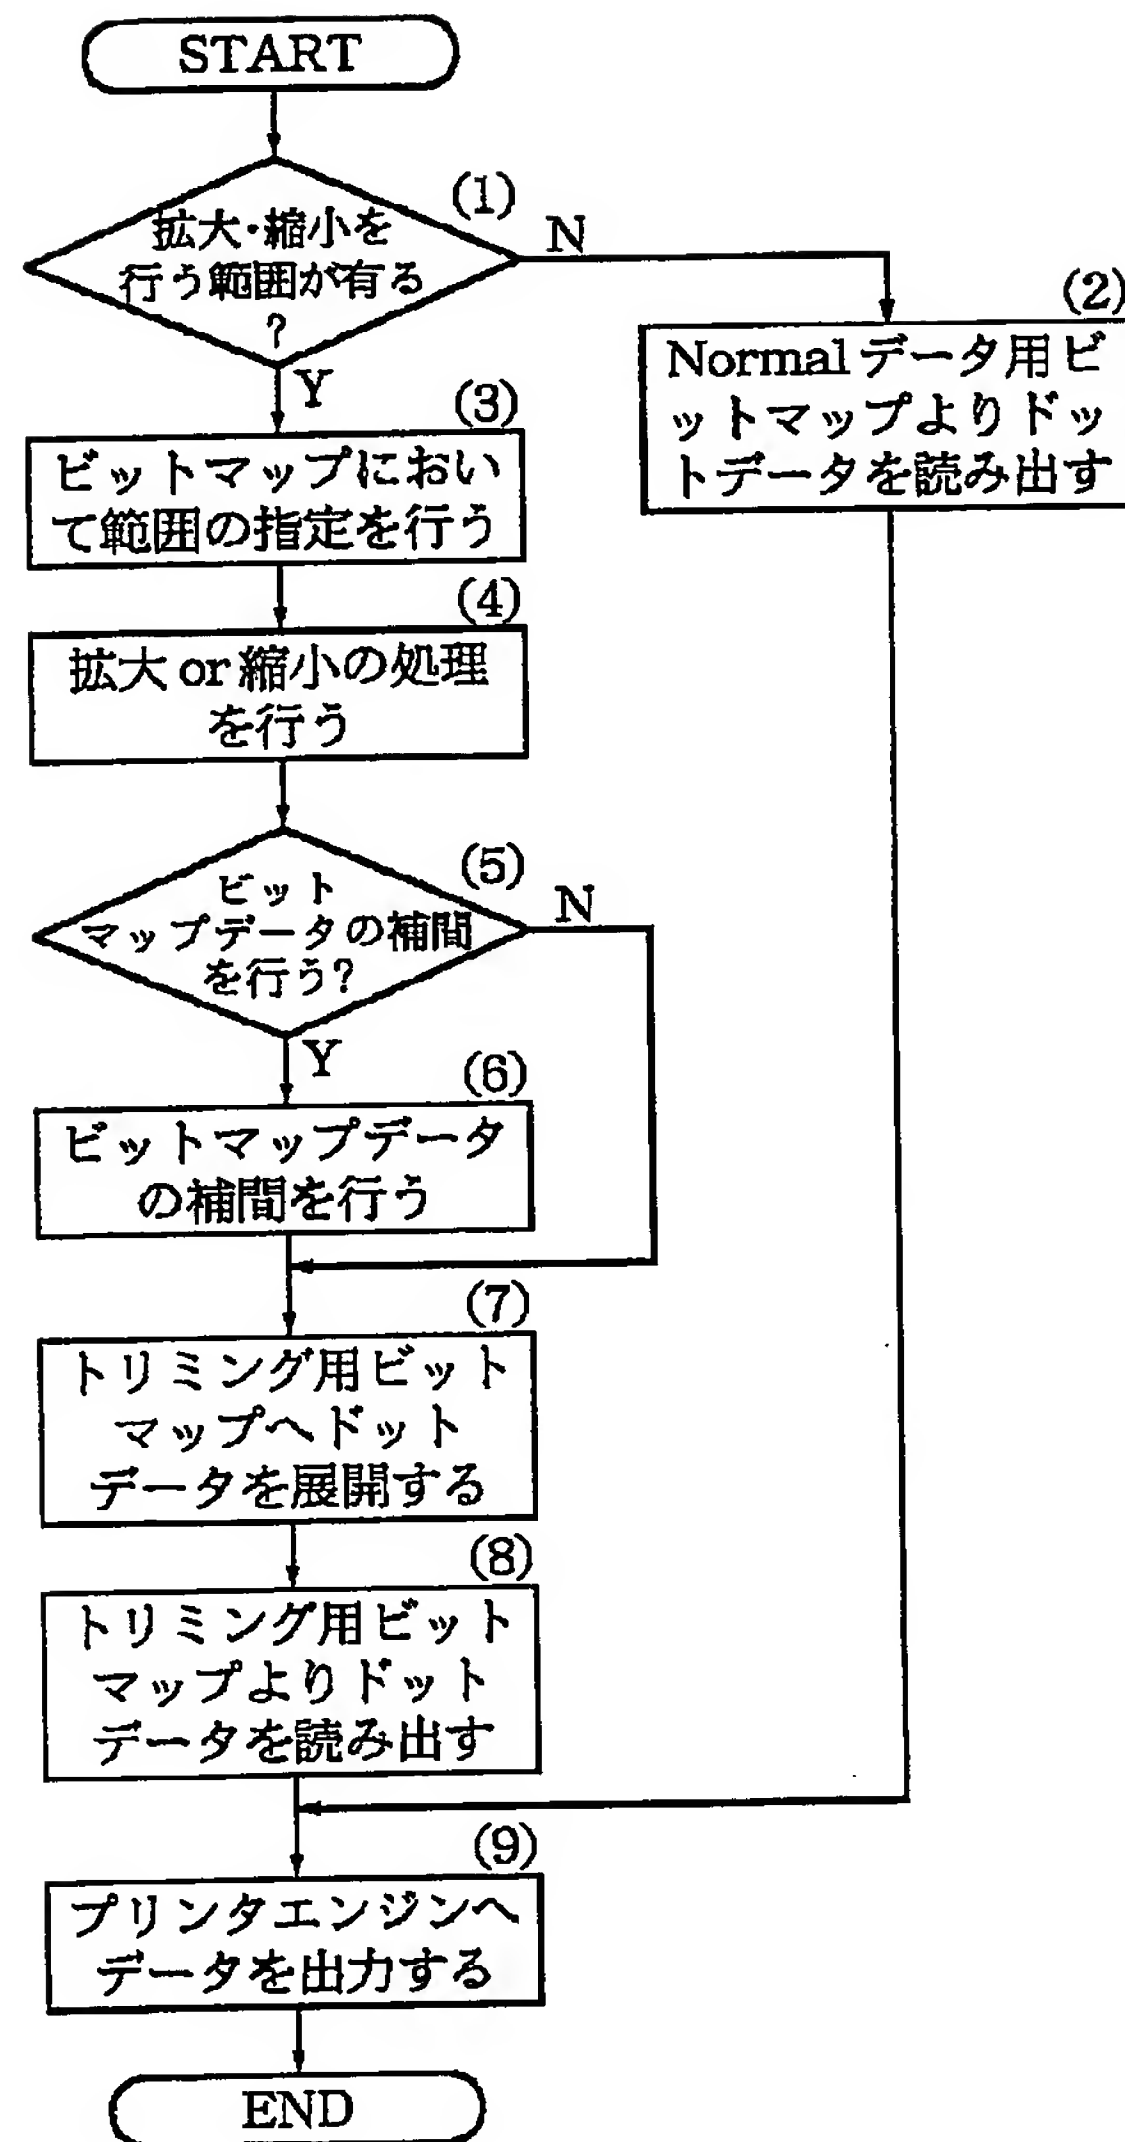 START
(1)
拡大・縮小を
行う範囲が有る
?
N
Y
(2)
Normalデータ用ビ
ットマップよりドッ
トデータを読み出す
(3)
ビットマップにおい
て範囲の指定を行う
(4)
拡大or縮小の処理
を行う
(5)
ビット
マップデータの補間
を行う?
N
Y
(6)
ビットマップデータ
の補間を行う
(7)
トリミング用ビット
マップへドット
データを展開する
(8)
トリミング用ビット
マップよりドット
データを読み出す
(9)
プリンタエンジンへ
データを出力する
END